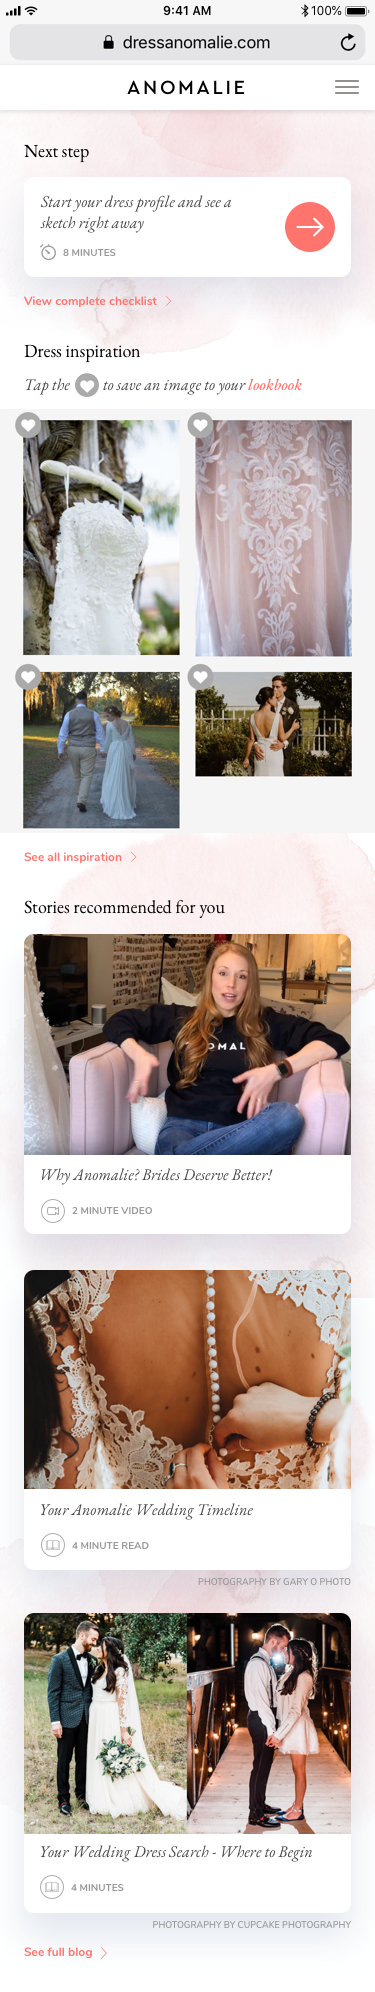 9:41 AM
100%
dressanomalie.com
ANOMALIE
Next step
Start your dress profile and see a
sketch right away
8 MINUTES
View complete checklist
Dress inspiration
Tap the to save an image to your lookbook
See all inspiration
Stories recommended for you
OMAL
Why Anomalie? Brides Deserve Better!
2 MINUTE VIDEO
Your Anomalie Wedding Timeline
4 MINUTE READ
PHOTOGRAPHY BY GARY O PHOTO
Your Wedding Dress Search - Where to Begin
4 MINUTES
PHOTOGRAPHY BY CUPCAKE PHOTOGRAPHY
See full blog